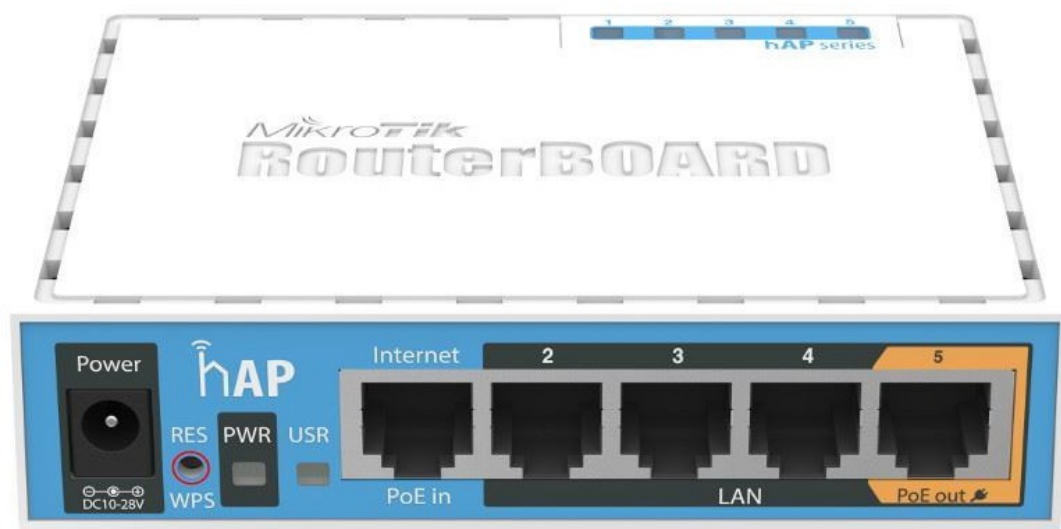 1 2 3 4 5
hAP series
MikroTik
RouterBOARD
Power
hAP
Internet
2 3 4 5
RES PWR USR
WPS
DC10-28V
PoE in
LAN
PoE out